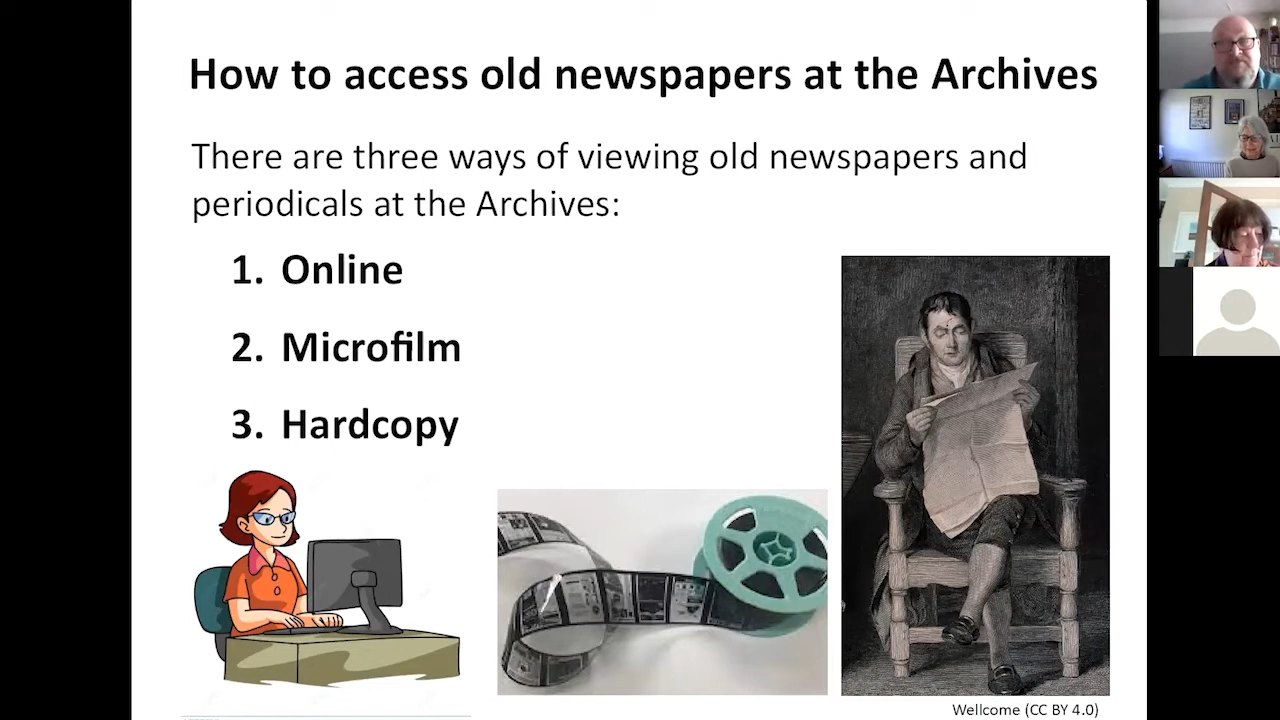 How to access old newspapers at the Archives
There are three ways of viewing old newspapers and
periodicals at the Archives:
1. Online
2. Microfilm
3. Hardcopy
Wellcome (CC BY 4.0)